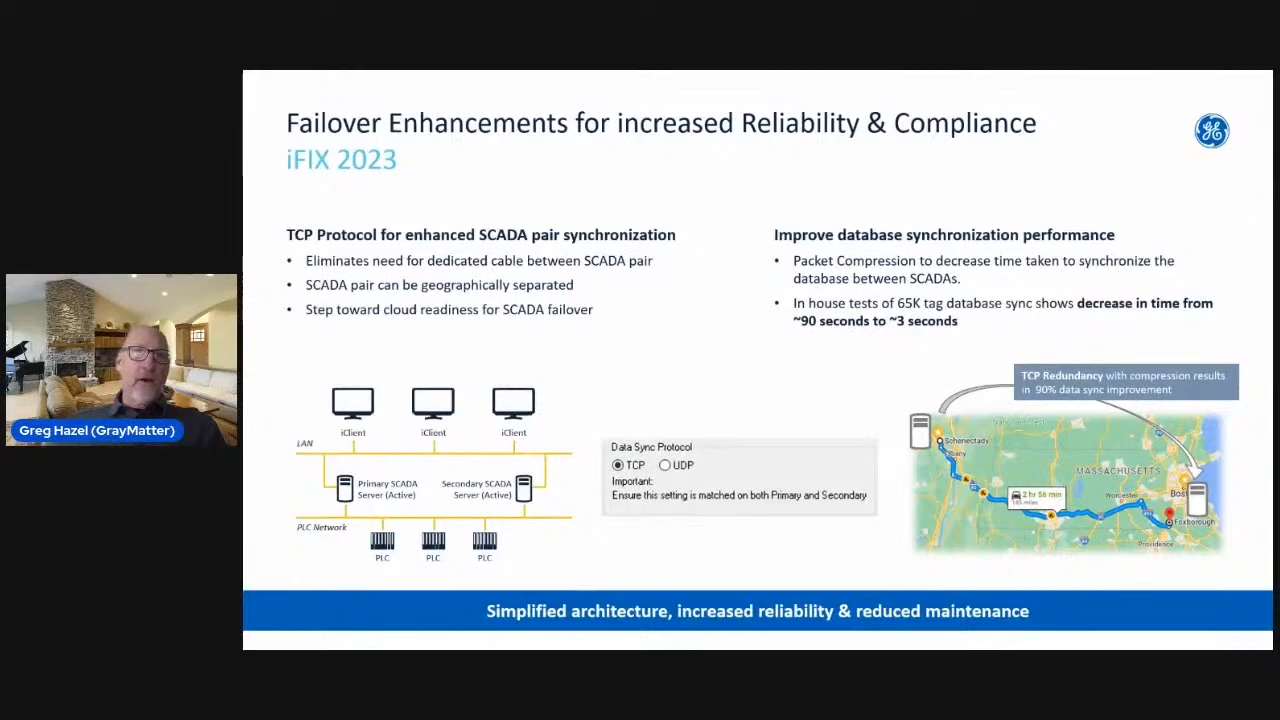 Failover Enhancements for increased Reliability & Compliance
iFIX 2023
TCP Protocol for enhanced SCADA pair synchronization
• Eliminates need for dedicated cable between SCADA pair
• SCADA pair can be geographically separated
• Step toward cloud readiness for SCADA failover
Improve database synchronization performance
• Packet Compression to decrease time taken to synchronize the
database between SCADAs.
• In house tests of 65K tag database sync shows decrease in time from
~90 seconds to ~3 seconds
iClient
iClient
iClient
LAN
Primary SCADA
Server (Active)
Secondary SCADA
Server (Active)
PLC Network
PLC
PLC
PLC
Data Sync Protocol
TCP
UDP
Important:
Ensure this setting is matched on both Primary and Secondary
TCP Redundancy with compression results
in 90% data sync improvement
Schenectady
MASSACHUSETTS
2 hr 56 min
Worcester
Foxborough
Providence
Simplified architecture, increased reliability & reduced maintenance
Greg Hazel (GrayMatter)